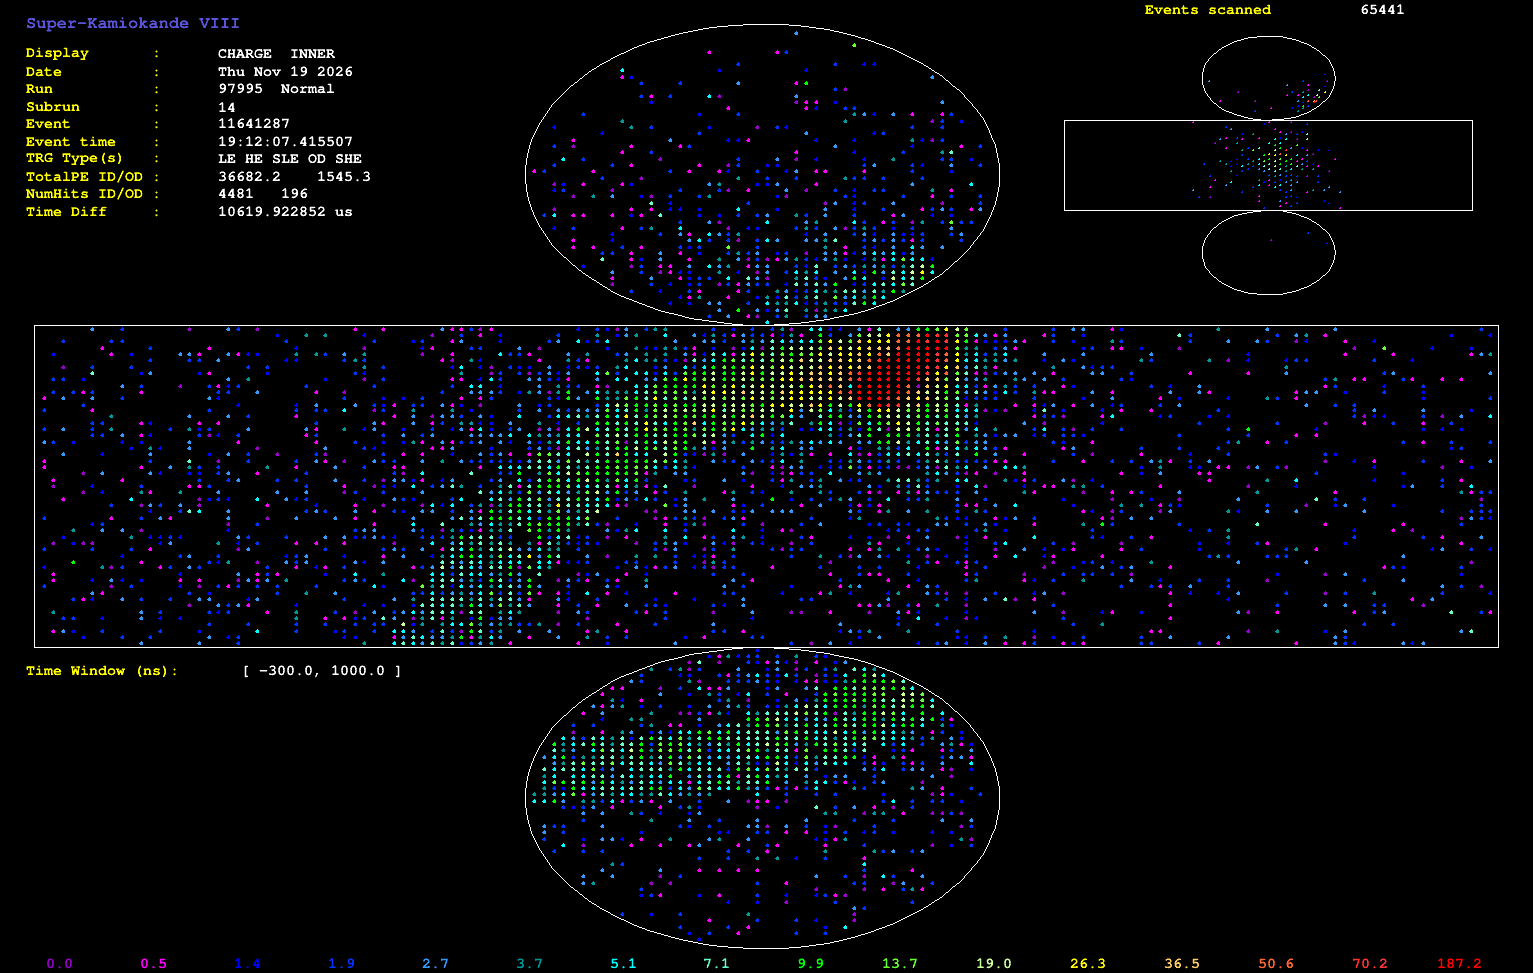 Super-Kamiokande VIII
Events scanned 65441
Display : CHARGE INNER
Date : Thu Nov 19 2026
Run : 97995 Normal
Subrun : 14
Event : 11641287
Event time : 19:12:07.415507
TRG Type(s) : LE HE SLE OD SHE
TotalPE ID/OD : 36682.2 1545.3
NumHits ID/OD : 4481 196
Time Diff : 10619.922852 us
Time Window (ns): [ −300.0, 1000.0 ]
0.0 0.5 1.4 1.9 2.7 3.7 5.1 7.1 9.9 13.7 19.0 26.3 36.5 50.6 70.2 187.2